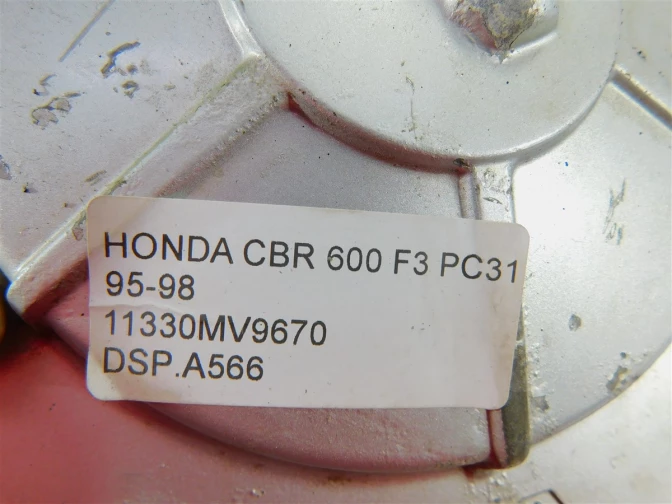 HONDA CBR 600 F3 PC31
95-98
11330MV9670
DSP.A566